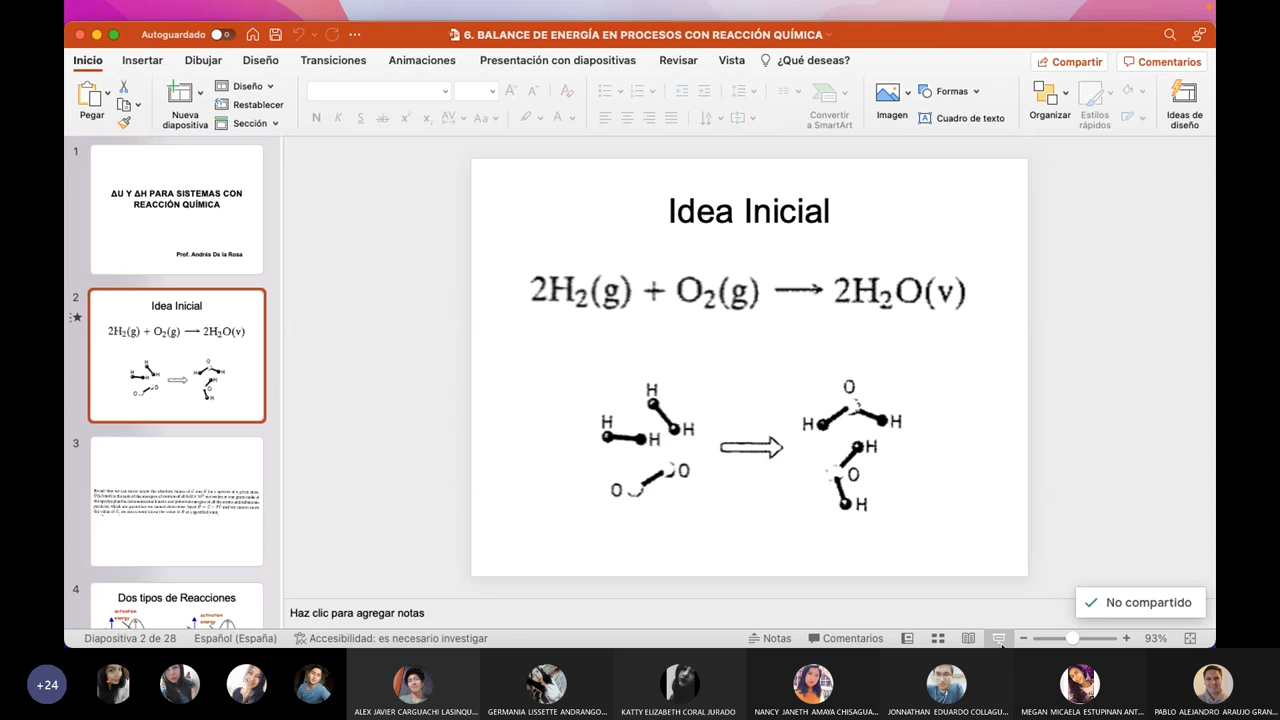 Autoguardado
6. BALANCE DE ENERGÍA EN PROCESOS CON REACCIÓN QUÍMICA
Inicio Insertar Dibujar Diseño Transiciones Animaciones Presentación con diapositivas Revisar Vista ¿Qué deseas? Compartir Comentarios
Pegar
Nueva diapositiva
Diseño
Restablecer
Sección
N K S
Aa
Convertir a SmartArt
Imagen
Formas
Cuadro de texto
Organizar
Estilos rápidos
Ideas de diseño
1
ΔU Y ΔH PARA SISTEMAS CON
REACCIÓN QUÍMICA
Prof. Andrés De la Rosa
2
Idea Inicial
2H₂(g) + O₂(g) ⟶ 2H₂O(v)
3
4
Dos tipos de Reacciones
activation energy
activation energy
Idea Inicial
2H₂(g) + O₂(g) ⟶ 2H₂O(v)
H
H
H
H
O
O
O
H
H
H
O
H
Haz clic para agregar notas
No compartido
Diapositiva 2 de 28 Español (España) Accesibilidad: es necesario investigar Notas Comentarios 93%
+24
ALEX JAVIER CARGUACHI LASINQU...
GERMANIA LISSETTE ANDRANGO...
KATTY ELIZABETH CORAL JURADO
NANCY JANETH AMAYA CHISAGUA...
JONNATHAN EDUARDO COLLAGU...
MEGAN MICAELA ESTUPINAN ANT...
PABLO ALEJANDRO ARAUJO GRAN...